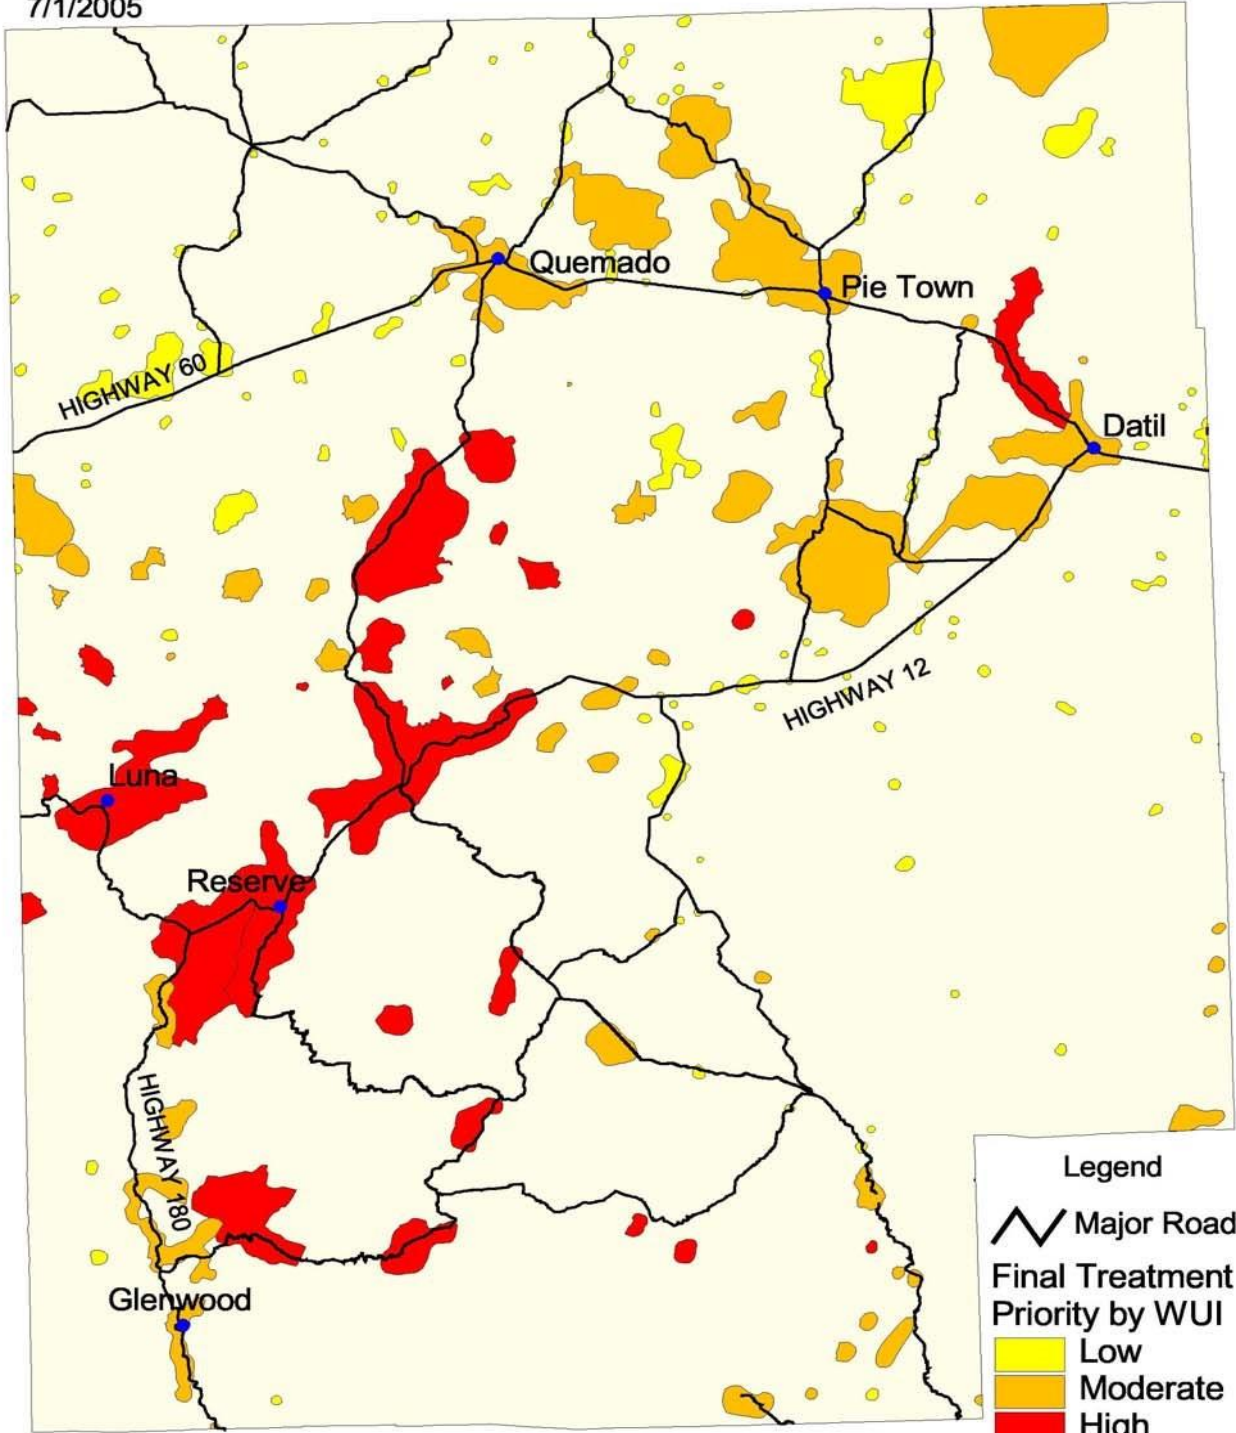 7/1/2005
Quemado
Pie Town
HIGHWAY 60
Datil
HIGHWAY 12
Luna
Reserve
HIGHWAY 180
Glenwood
Legend
Major Road
Final Treatment
Priority by WUI
Low
Moderate
High